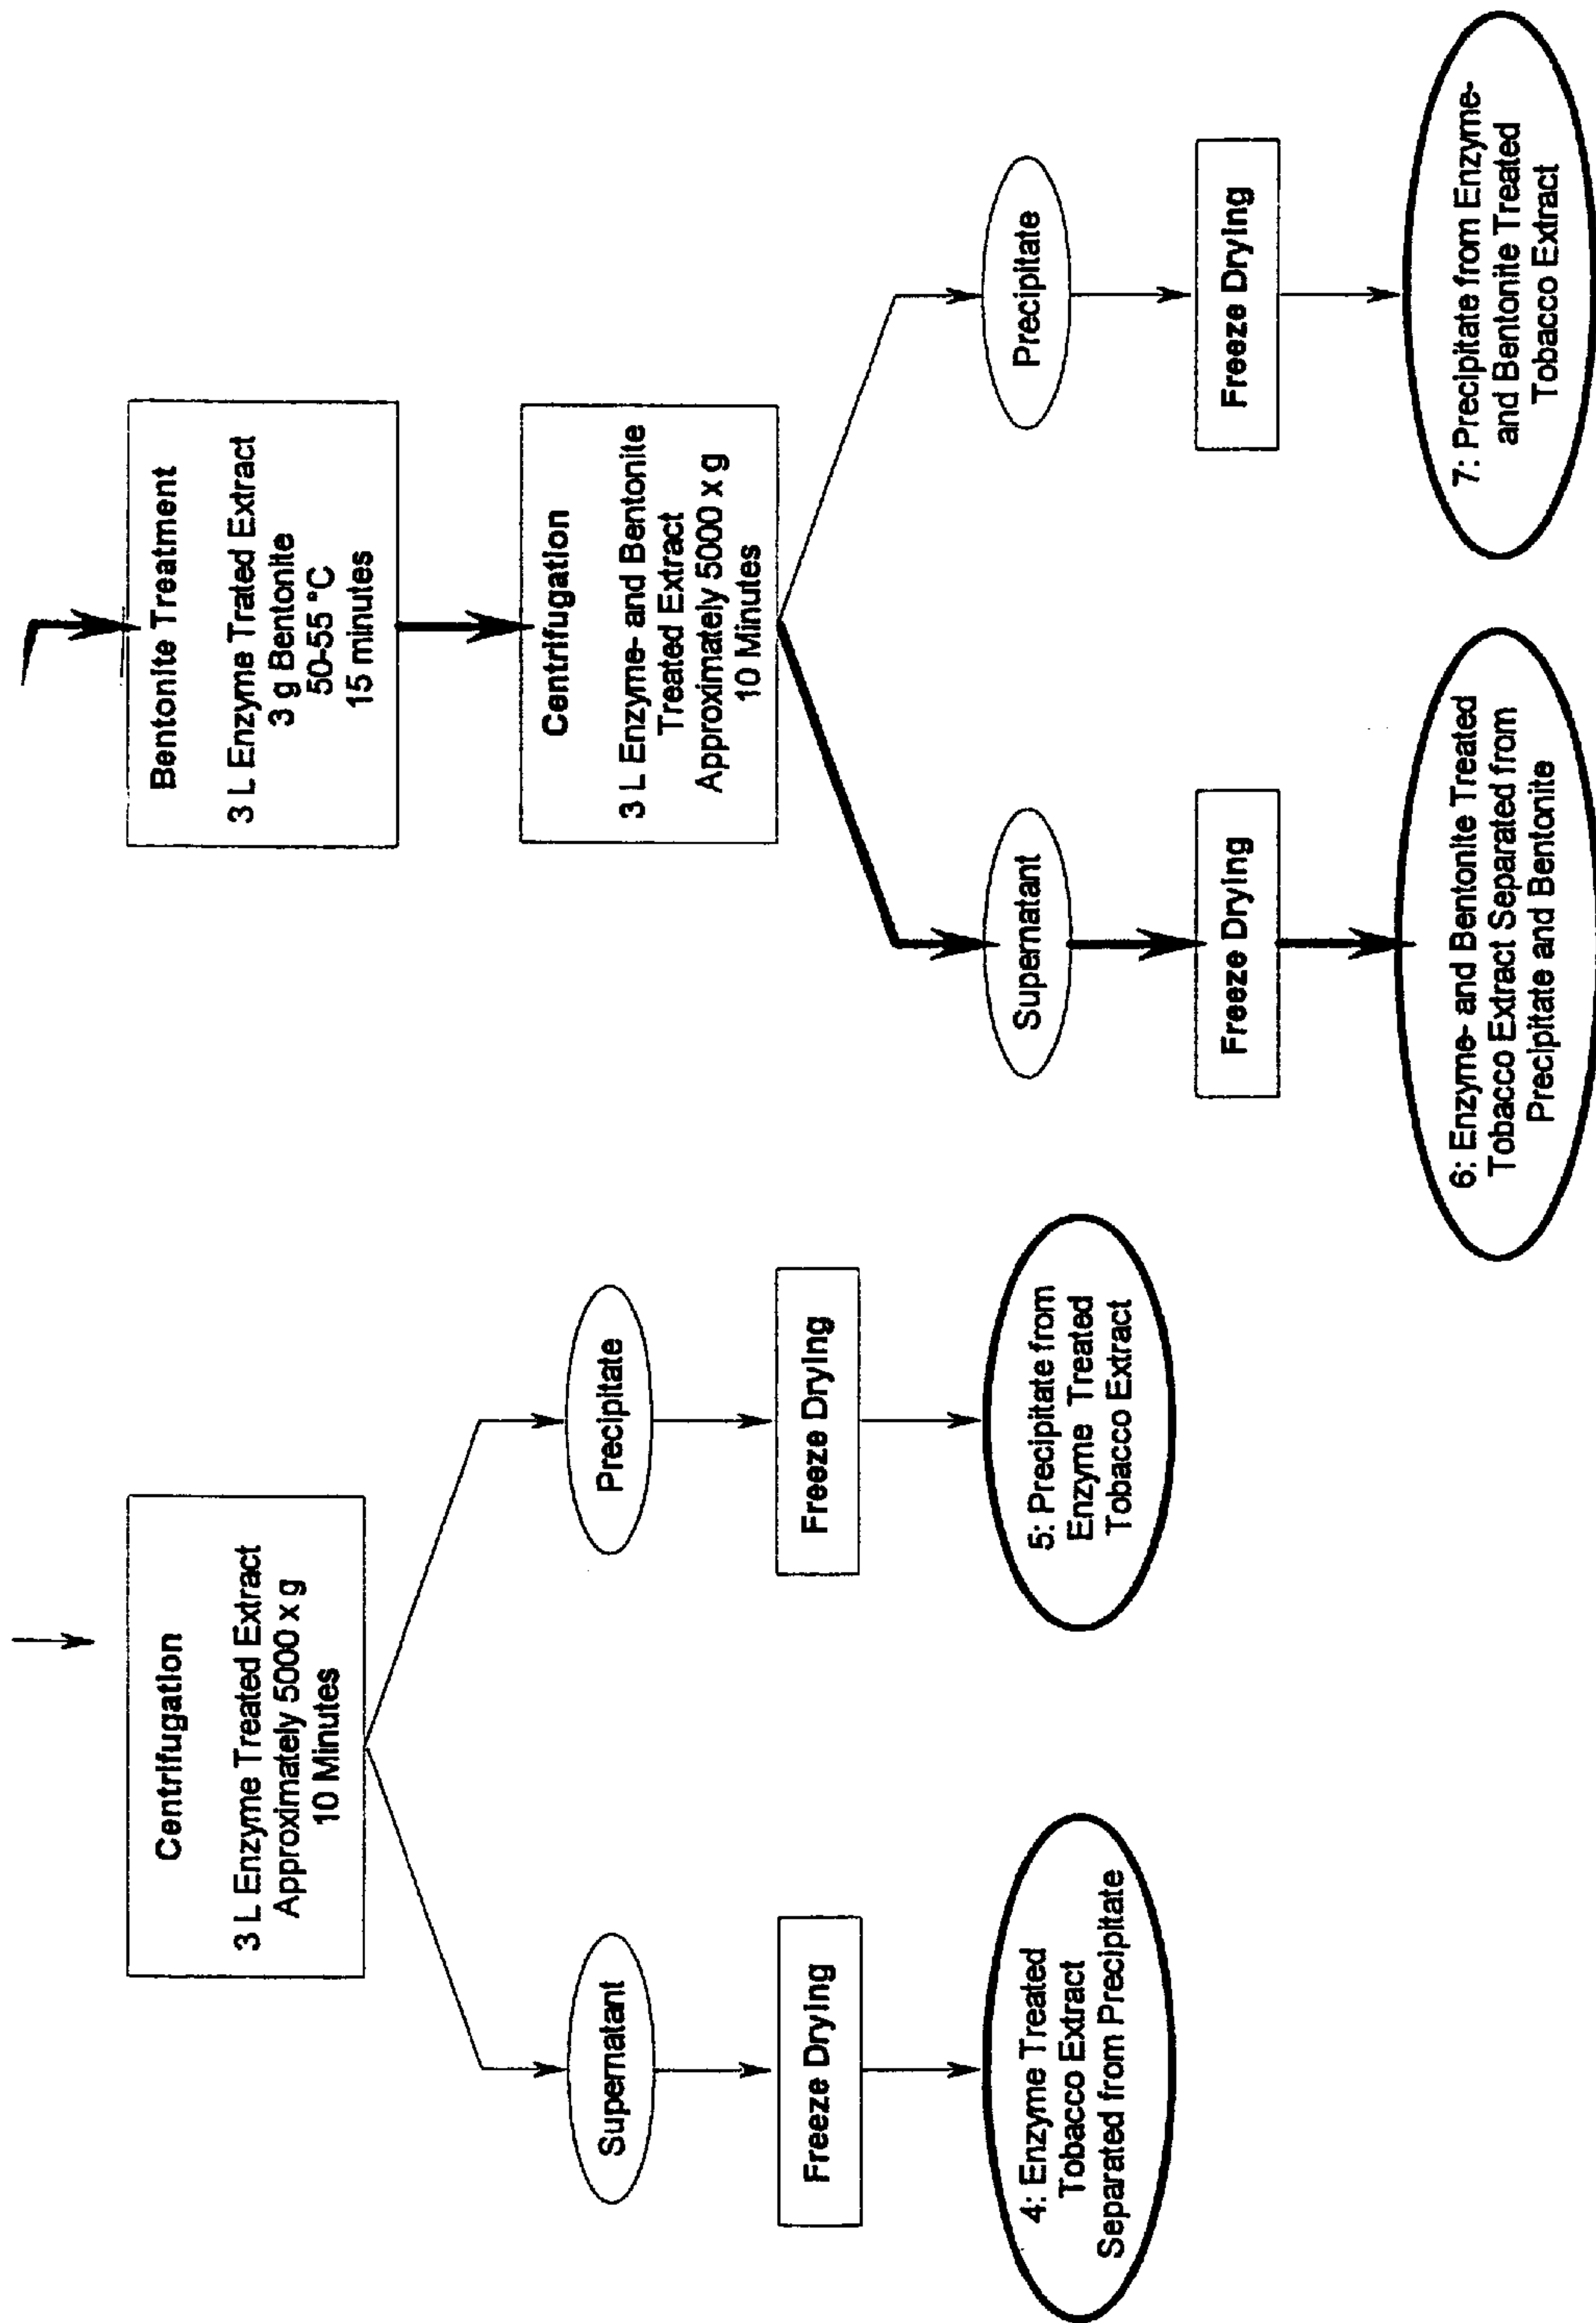 Centrifugation
3 L Enzyme Treated Extract
Approximately 5000 x g
10 Minutes
Supernatant
Freeze Drying
4: Enzyme Treated
Tobacco Extract
Separated from Precipitate
Precipitate
Freeze Drying
5: Precipitate from
Enzyme Treated
Tobacco Extract
Bentonite Treatment
3 L Enzyme Trated Extract
3 g Bentonite
50-55 °C
15 minutes
Centrifugation
3 L Enzyme- and Bentonite
Treated Extract
Approximately 5000 x g
10 Minutes
Supernatant
Freeze Drying
6: Enzyme- and Bentonite Treated
Tobacco Extract Separated from
Precipitate and Bentonite
Precipitate
Freeze Drying
7: Precipitate from Enzyme-
and Bentonite Treated
Tobacco Extract